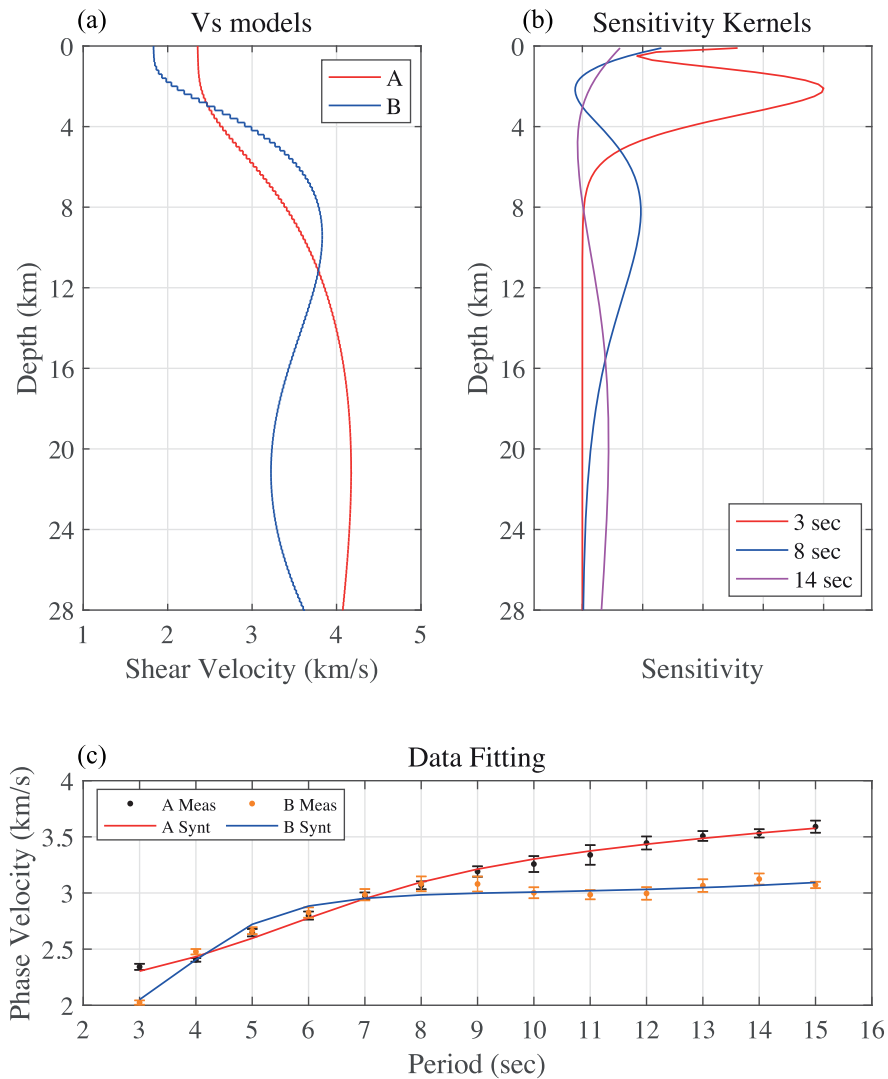 (a)
Vs models
0
4
8
12
16
20
24
28
Depth (km)
A
B
1
2
3
4
5
Shear Velocity (km/s)
(b)
Sensitivity Kernels
0
4
8
12
16
20
24
28
Depth (km)
3 sec
8 sec
14 sec
Sensitivity
(c)
Data Fitting
4
3.5
3
2.5
2
Phase Velocity (km/s)
A Meas
B Meas
A Synt
B Synt
2
3
4
5
6
7
8
9
10
11
12
13
14
15
16
Period (sec)